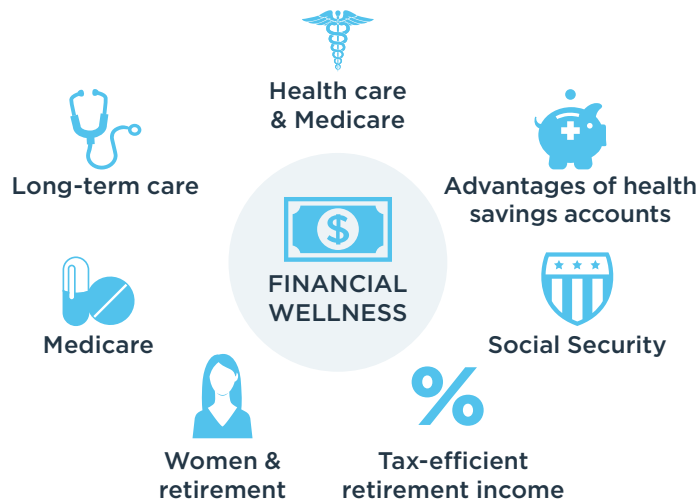 Health care
& Medicare
Long-term care
Advantages of health
savings accounts
$
FINANCIAL
WELLNESS
Medicare
Social Security
%
Women &
retirement
Tax-efficient
retirement income